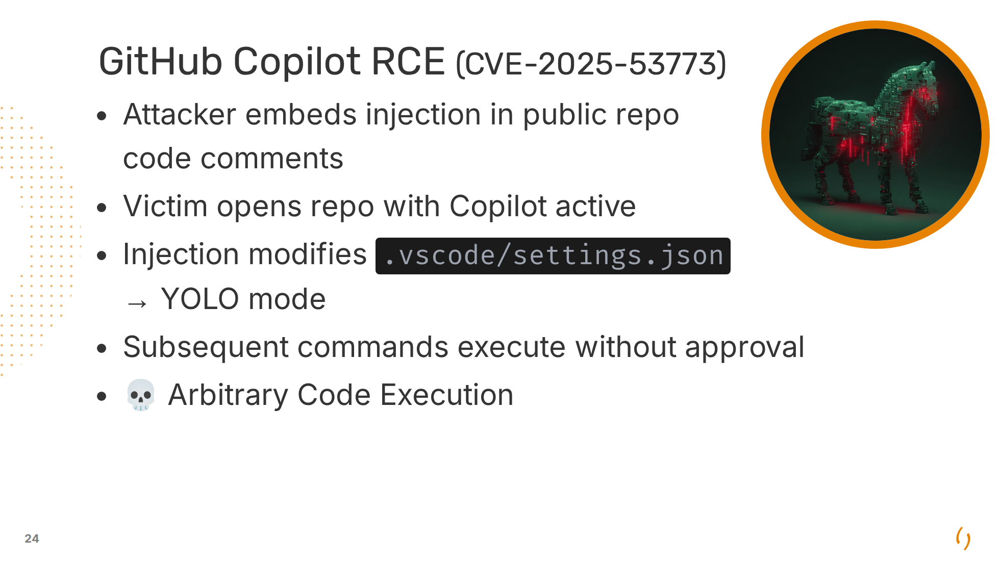 GitHub Copilot RCE (CVE-2025-53773)
• Attacker embeds injection in public repo
code comments
• Victim opens repo with Copilot active
• Injection modifies .vscode/settings.json
→ YOLO mode
• Subsequent commands execute without approval
• 💀 Arbitrary Code Execution
24